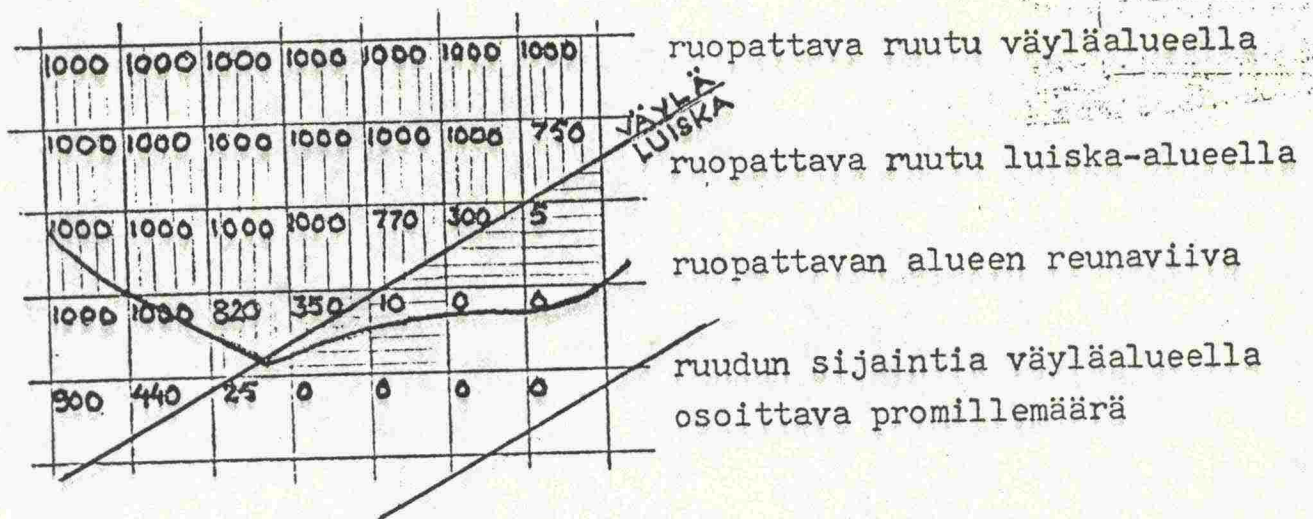 1000 1000 1000 1000 1000 1000 1000
ruopattava ruutu väyläalueella
VÄYLÄ
LUISKA
1000 1000 1000 1000 1000 1000 750
ruopattava ruutu luiska-alueella
1000 1000 1000 1000 770 300 5
ruopattavan alueen reunaviiva
1000 1000 820 350 10 0 0
ruudun sijaintia väyläalueella
osoittava promillemäärä
900 440 25 0 0 0 0